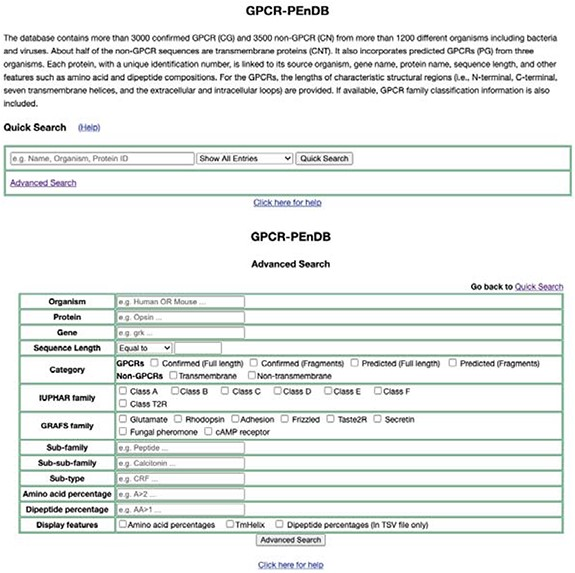 GPCR-PEnDB
The database contains more than 3000 confirmed GPCR (CG) and 3500 non-GPCR (CN) from more than 1200 different organisms including bacteria
and viruses. About half of the non-GPCR sequences are transmembrane proteins (CNT). It also incorporates predicted GPCRs (PG) from three
organisms. Each protein, with a unique identification number, is linked to its source organism, gene name, protein name, sequence length, and other
features such as amino acid and dipeptide compositions. For the GPCRs, the lengths of characteristic structural regions (i.e., N-terminal, C-terminal,
seven transmembrane helices, and the extracellular and intracellular loops) are provided. If available, GPCR family classification information is also
included.
Quick Search (Help)
e.g. Name, Organism, Protein ID Show All Entries Quick Search
Advanced Search
Click here for help
GPCR-PEnDB
Advanced Search
Go back to Quick Search
Organism e.g. Human OR Mouse ...
Protein e.g. Opsin ...
Gene e.g. grk ...
Sequence Length Equal to
Category GPCRs Confirmed (Full length) Confirmed (Fragments) Predicted (Full length) Predicted (Fragments)
Non-GPCRs Transmembrane Non-transmembrane
IUPHAR family Class A Class B Class C Class D Class E Class F
Class T2R
GRAFS family Glutamate Rhodopsin Adhesion Frizzled Taste2R Secretin
Fungal pheromone cAMP receptor
Sub-family e.g. Peptide ...
Sub-sub-family e.g. Calcitonin ...
Sub-type e.g. CRF ...
Amino acid percentage e.g. A>2 ...
Dipeptide percentage e.g. AA>1 ...
Display features Amino acid percentages TmHelix Dipeptide percentages (In TSV file only)
Advanced Search
Click here for help